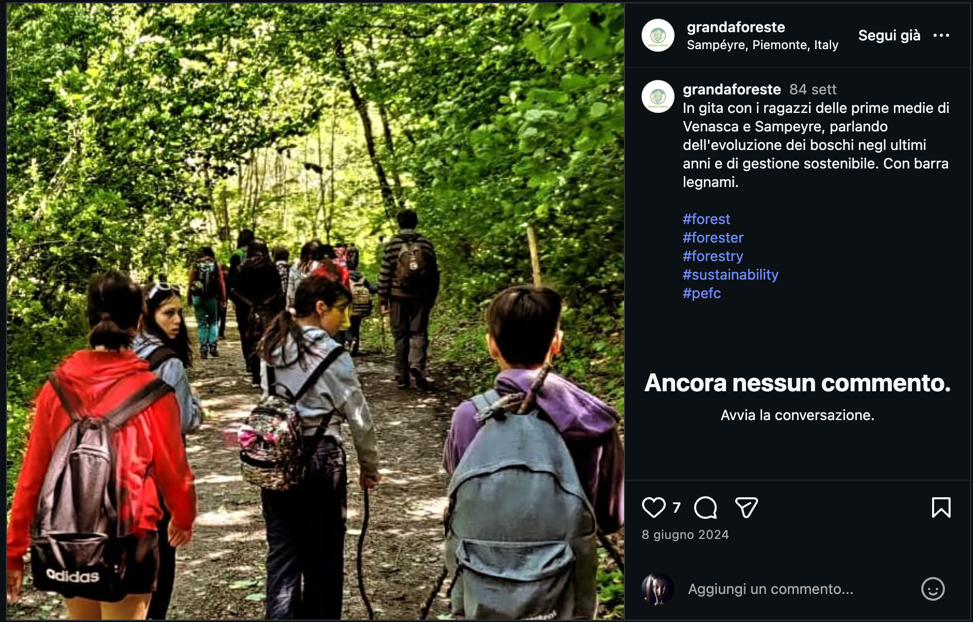 grandaforeste
Sampéyre, Piemonte, Italy
Segui già
grandaforeste 84 sett
In gita con i ragazzi delle prime medie di
Venasca e Sampeyre, parlando
dell'evoluzione dei boschi negl ultimi
anni e di gestione sostenibile. Con barra
legnami.
#forest
#forester
#forestry
#sustainability
#pefc
adidas
Ancora nessun commento.
Avvia la conversazione.
7
8 giugno 2024
Aggiungi un commento...